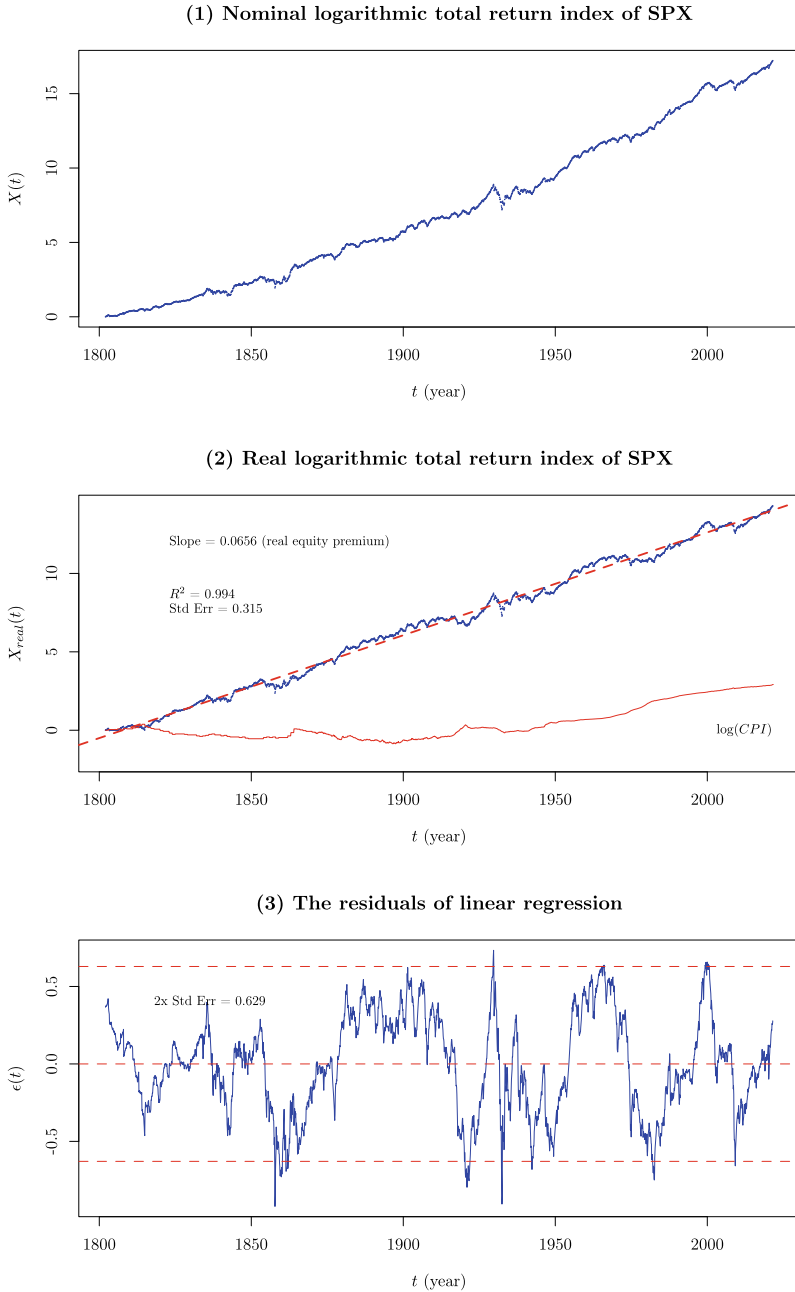 (1) Nominal logarithmic total return index of SPX
X(t)
15
10
5
0
1800 1850 1900 1950 2000
t (year)
(2) Real logarithmic total return index of SPX
Slope = 0.0656 (real equity premium)
R² = 0.994
Std Err = 0.315
X_real(t)
10
5
0
log(CPI)
1800 1850 1900 1950 2000
t (year)
(3) The residuals of linear regression
2x Std Err = 0.629
ϵ(t)
0.5
0.0
-0.5
1800 1850 1900 1950 2000
t (year)